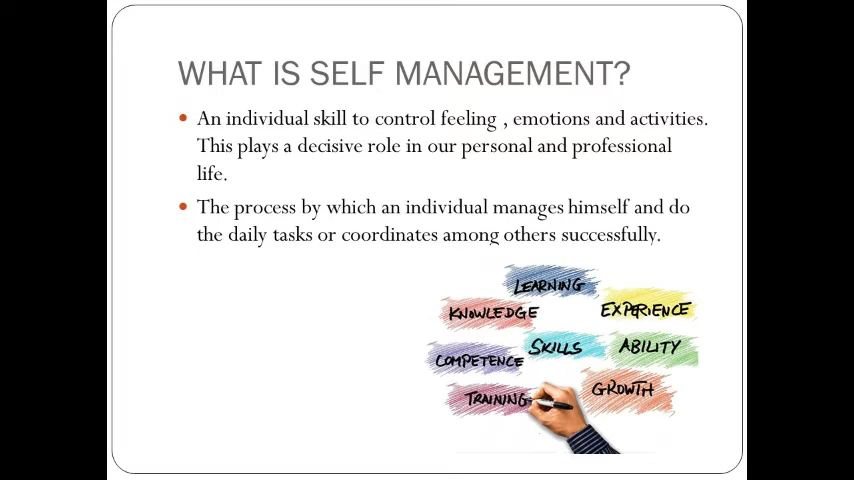 WHAT IS SELF MANAGEMENT?
• An individual skill to control feeling , emotions and activities.
This plays a decisive role in our personal and professional
life.
• The process by which an individual manages himself and do
the daily tasks or coordinates among others successfully.
LEARNING
KNOWLEDGE
EXPERIENCE
SKILLS
ABILITY
COMPETENCE
GROWTH
TRAINING